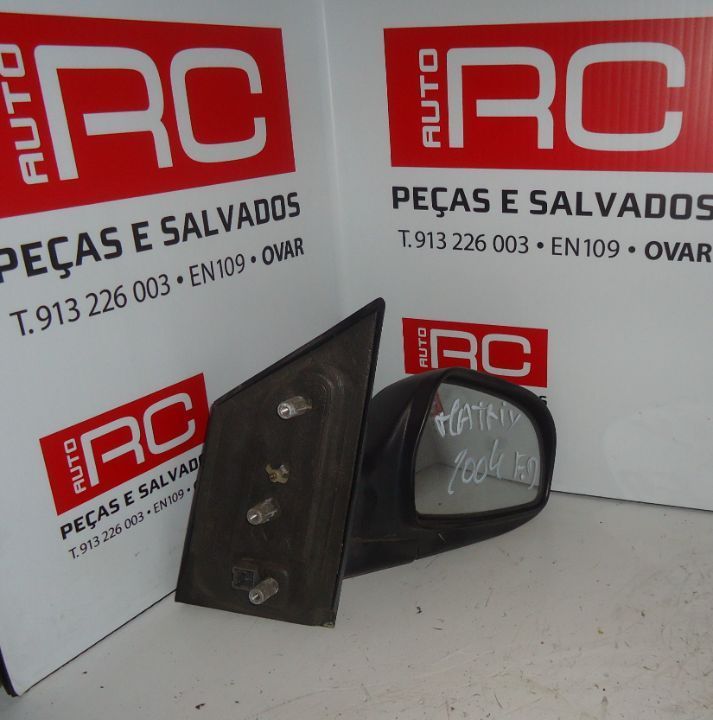 AUTO RC
PEÇAS E SALVADOS
T. 913 226 003 • EN109 • OVAR
AUTO RC
PEÇAS E SALVADOS
T. 913 226 003 • EN109 • OVAR
AUTO RC
PEÇAS E SALVADO
T. 913 226 003 • EN109 • O
AUTO RC
2004